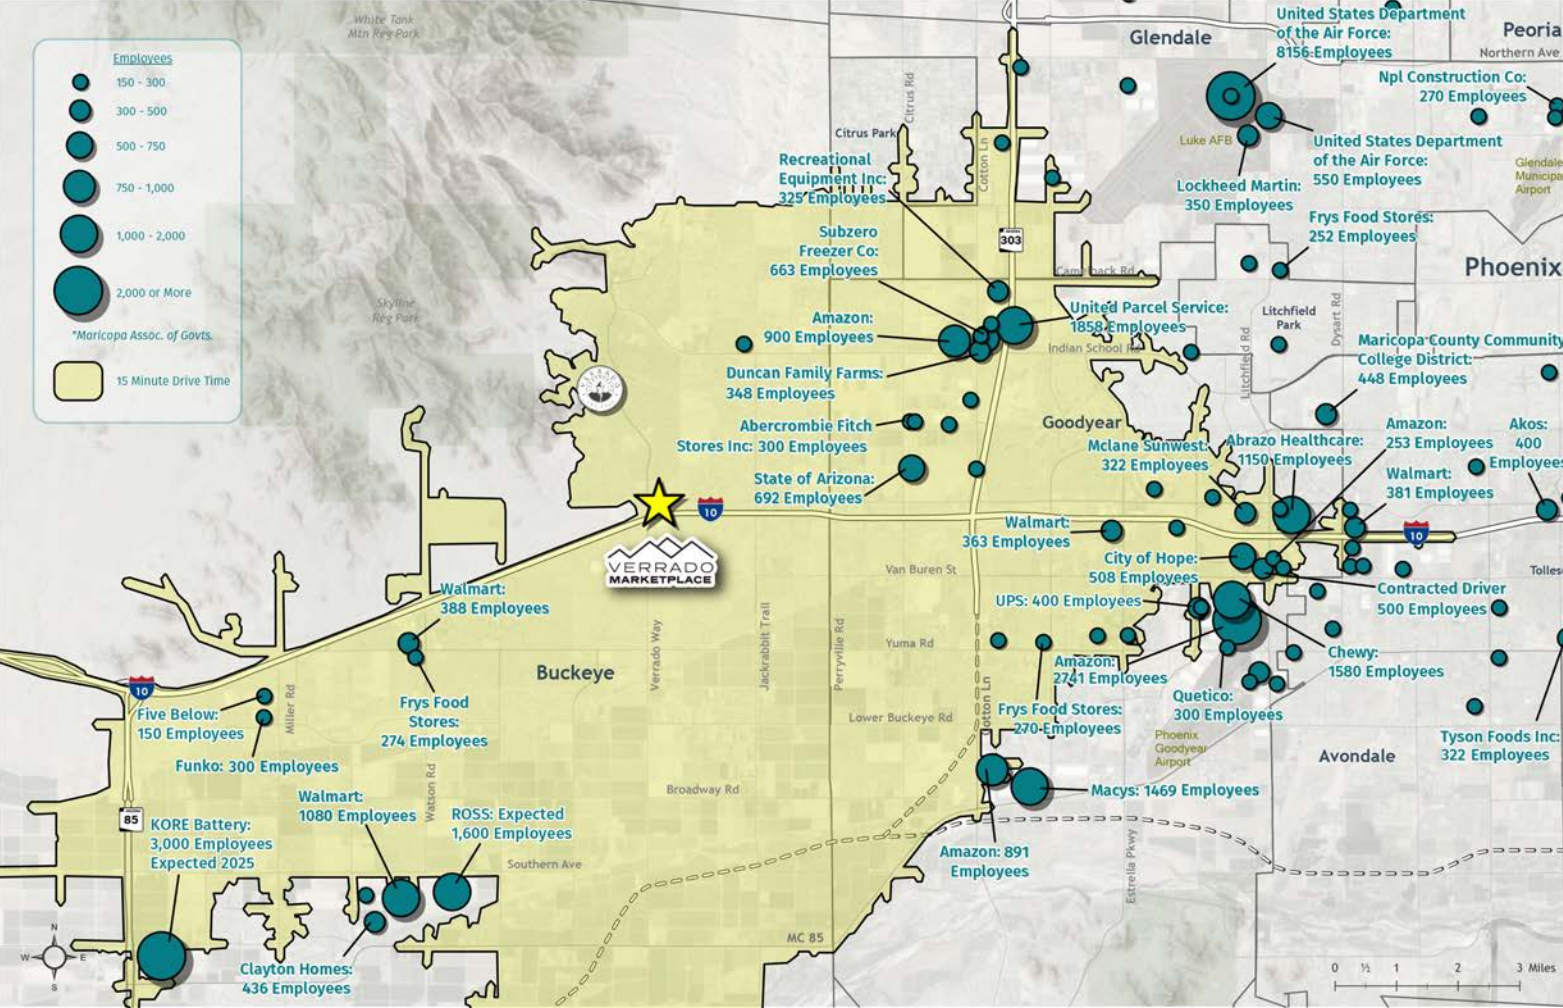 White Tank
Mtn Reg Park
Employees
150 - 300
300 - 500
500 - 750
750 - 1,000
1,000 - 2,000
2,000 or More
*Maricopa Assoc. of Govts.
15 Minute Drive Time
Skyline
Reg Park
Glendale
United States Department
of the Air Force:
8156 Employees
Peoria
Northern Ave
Npl Construction Co:
270 Employees
Citrus Rd
Citrus Park
Cotton Ln
Luke AFB
United States Department
of the Air Force:
550 Employees
Glendale
Municipa
Airport
Recreational
Equipment Inc:
325 Employees
Lockheed Martin:
350 Employees
Frys Food Stores:
252 Employees
Subzero
Freezer Co:
663 Employees
303
Camelback Rd
Phoenix
United Parcel Service:
1858 Employees
Litchfield
Park
Dysart Rd
Litchfield Rd
Amazon:
900 Employees
Indian School Rd
Maricopa County Community
College District:
448 Employees
Duncan Family Farms:
348 Employees
Abercrombie Fitch
Stores Inc: 300 Employees
Goodyear
Mclane Sunwest:
322 Employees
Abrazo Healthcare:
1150 Employees
Amazon:
253 Employees
Akos:
400
Employees
State of Arizona:
692 Employees
Walmart:
381 Employees
10
Walmart:
363 Employees
10
VERRADO
MARKETPLACE
Van Buren St
City of Hope:
508 Employees
Tolles
Walmart:
388 Employees
UPS: 400 Employees
Contracted Driver
500 Employees
Verrado Way
Jackrabbit Trail
Perryville Rd
Yuma Rd
Buckeye
Amazon:
2741 Employees
Chewy:
1580 Employees
10
Miller Rd
Five Below:
150 Employees
Frys Food
Stores:
274 Employees
Lower Buckeye Rd
Cotton Ln
Frys Food Stores:
270 Employees
Quetico:
300 Employees
Phoenix
Goodyear
Airport
Tyson Foods Inc:
322 Employees
Avondale
Funko: 300 Employees
Watson Rd
Broadway Rd
Macys: 1469 Employees
85
KORE Battery:
3,000 Employees
Expected 2025
Walmart:
1080 Employees
ROSS: Expected
1,600 Employees
Southern Ave
Amazon: 891
Employees
Estrella Pkwy
MC 85
Clayton Homes:
436 Employees
N
W
E
S
0 ½ 1 2 3 Miles